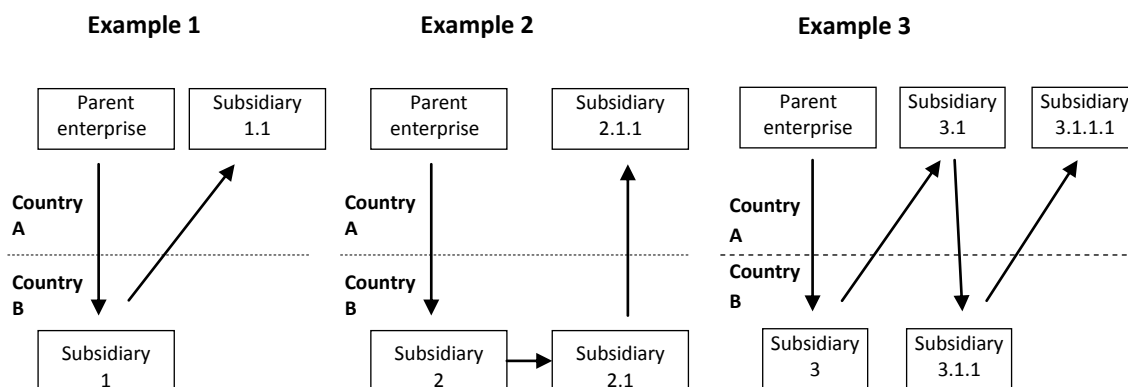 Example 1
Example 2
Example 3
Parent
enterprise
Subsidiary
1.1
Parent
enterprise
Subsidiary
2.1.1
Parent
enterprise
Subsidiary
3.1
Subsidiary
3.1.1.1
Country
A
Country
A
Country
A
Country
B
Country
B
Country
B
Subsidiary
1
Subsidiary
2
Subsidiary
2.1
Subsidiary
3
Subsidiary
3.1.1